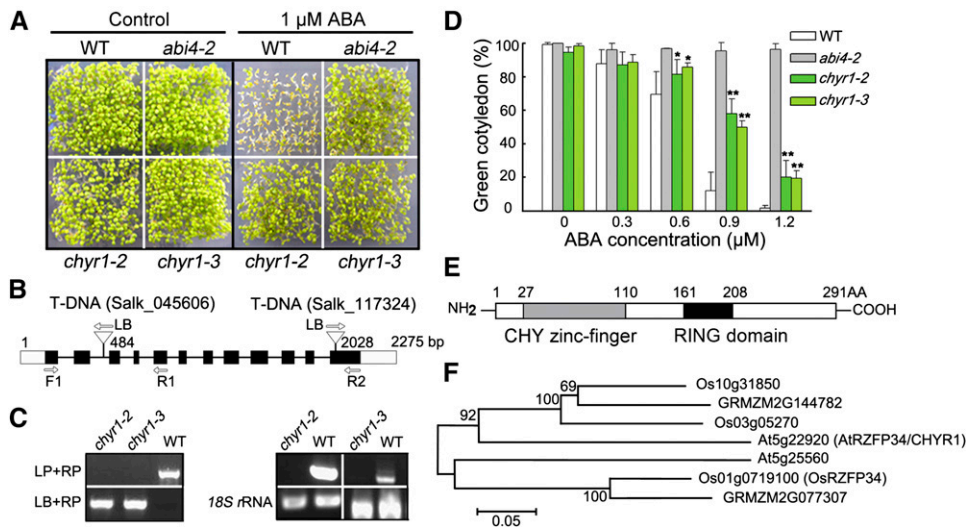 A
Control
1 µM ABA
WT
abi4-2
WT
abi4-2
chyr1-2
chyr1-3
chyr1-2
chyr1-3
B
T-DNA (Salk_045606)
T-DNA (Salk_117324)
LB
LB
1
484
2028
2275 bp
F1
R1
R2
C
chyr1-2
chyr1-3
WT
LP+RP
LB+RP
chyr1-2
WT
chyr1-3
WT
18S rRNA
D
WT
abi4-2
chyr1-2
chyr1-3
Green cotyledon (%)
100
80
60
40
20
0
* *
** **
** **
0 0.3 0.6 0.9 1.2
ABA concentration (µM)
E
1 27 110 161 208 291AA
NH2
COOH
CHY zinc-finger
RING domain
F
69
100
92
100
Os10g31850
GRMZM2G144782
Os03g05270
At5g22920 (AtRZFP34/CHYR1)
At5g25560
Os01g0719100 (OsRZFP34)
GRMZM2G077307
0.05